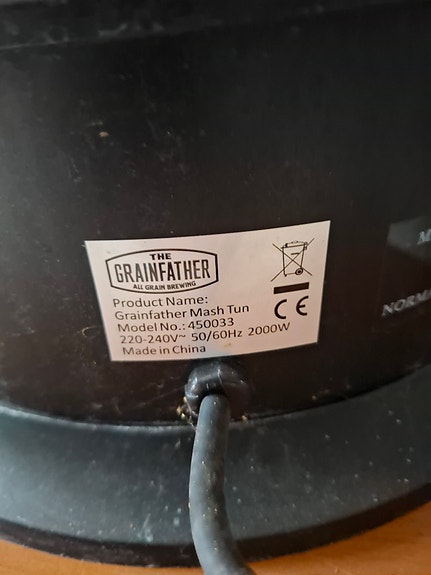 THE
GRAINFATHER
ALL GRAIN BREWING
Product Name:
Grainfather Mash Tun
Model No.: 450033
220-240V~ 50/60Hz 2000W
Made in China
CE
M
NORM